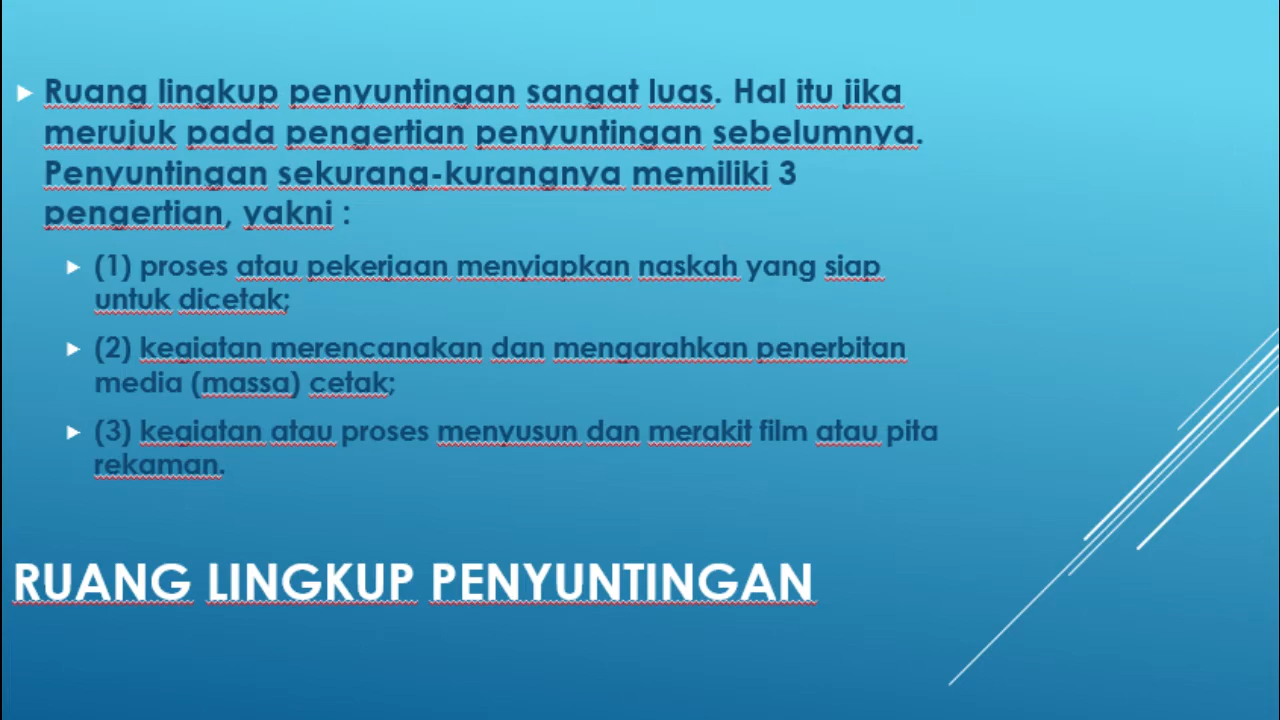 Ruang lingkup penyuntingan sangat luas. Hal itu jika
merujuk pada pengertian penyuntingan sebelumnya.
Penyuntingan sekurang-kurangnya memiliki 3
pengertian, yakni :
(1) proses atau pekerjaan menyiapkan naskah yang siap
untuk dicetak;
(2) kegiatan merencanakan dan mengarahkan penerbitan
media (massa) cetak;
(3) kegiatan atau proses menyusun dan merakit film atau pita
rekaman.
RUANG LINGKUP PENYUNTINGAN